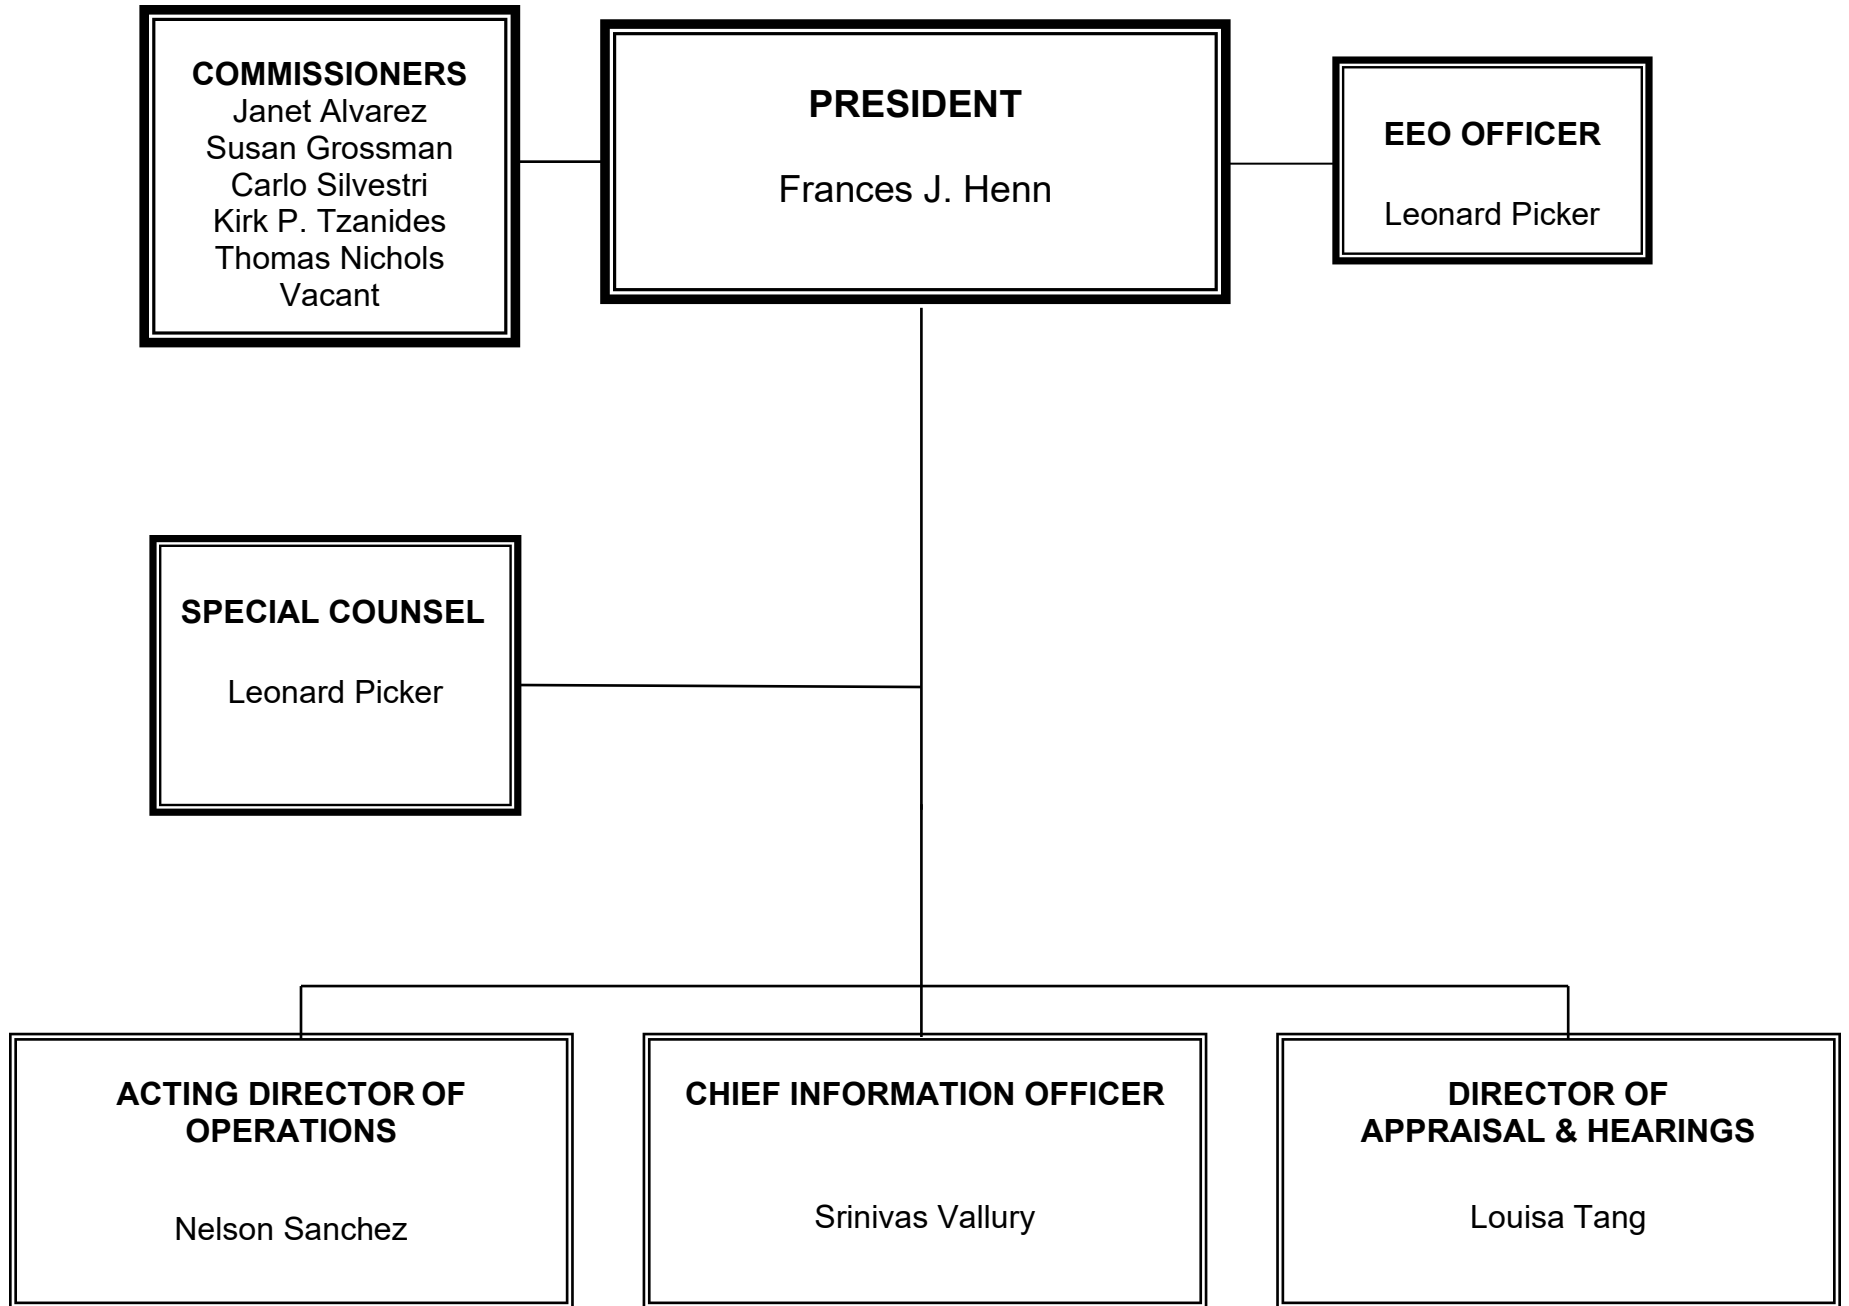 COMMISSIONERS
Janet Alvarez
Susan Grossman
Carlo Silvestri
Kirk P. Tzanides
Thomas Nichols
Vacant
PRESIDENT
Frances J. Henn
EEO OFFICER
Leonard Picker
SPECIAL COUNSEL
Leonard Picker
ACTING DIRECTOR OF
OPERATIONS
Nelson Sanchez
CHIEF INFORMATION OFFICER
Srinivas Vallury
DIRECTOR OF
APPRAISAL & HEARINGS
Louisa Tang